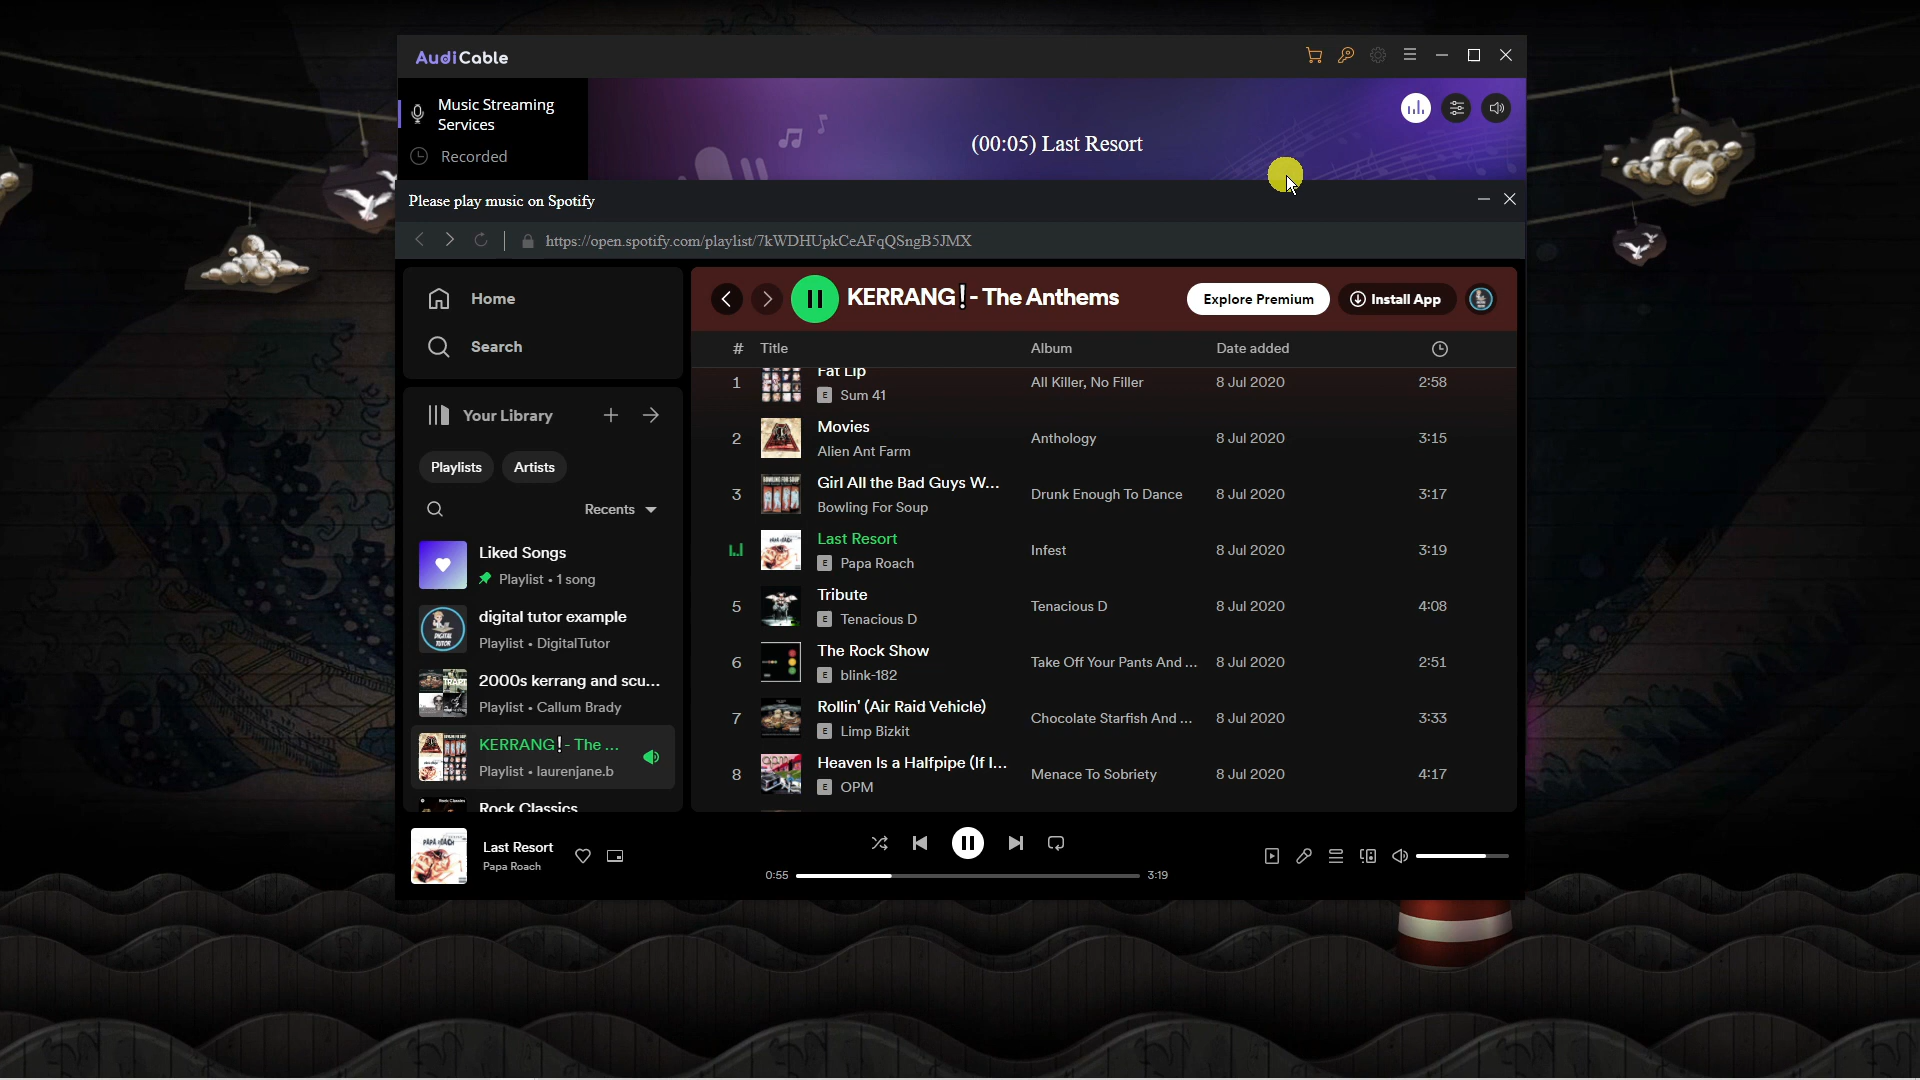 AudiCable
Music Streaming
Services
Recorded
(00:05) Last Resort
Please play music on Spotify
https://open.spotify.com/playlist/7kWDHUpkCeAFqQSngB5JMX
Home
Search
KERRANG❕- The Anthems
Explore Premium
Install App
# Title Album Date added
1 Fat Lip All Killer, No Filler 8 Jul 2020 2:58
E Sum 41
2 Movies Anthology 8 Jul 2020 3:15
Alien Ant Farm
3 Girl All the Bad Guys W... Drunk Enough To Dance 8 Jul 2020 3:17
Bowling For Soup
Last Resort Infest 8 Jul 2020 3:19
E Papa Roach
5 Tribute Tenacious D 8 Jul 2020 4:08
E Tenacious D
6 The Rock Show Take Off Your Pants And ... 8 Jul 2020 2:51
E blink-182
7 Rollin' (Air Raid Vehicle) Chocolate Starfish And ... 8 Jul 2020 3:33
E Limp Bizkit
8 Heaven Is a Halfpipe (If I... Menace To Sobriety 8 Jul 2020 4:17
E OPM
Your Library
Playlists Artists
Recents
Liked Songs
Playlist • 1 song
digital tutor example
Playlist • DigitalTutor
DIGITAL
TUTOR
2000s kerrang and scu...
Playlist • Callum Brady
KERRANG❕- The ...
Playlist • laurenjane.b
Rock Classics
PAPA ROACH
Last Resort
Papa Roach
0:55
3:19